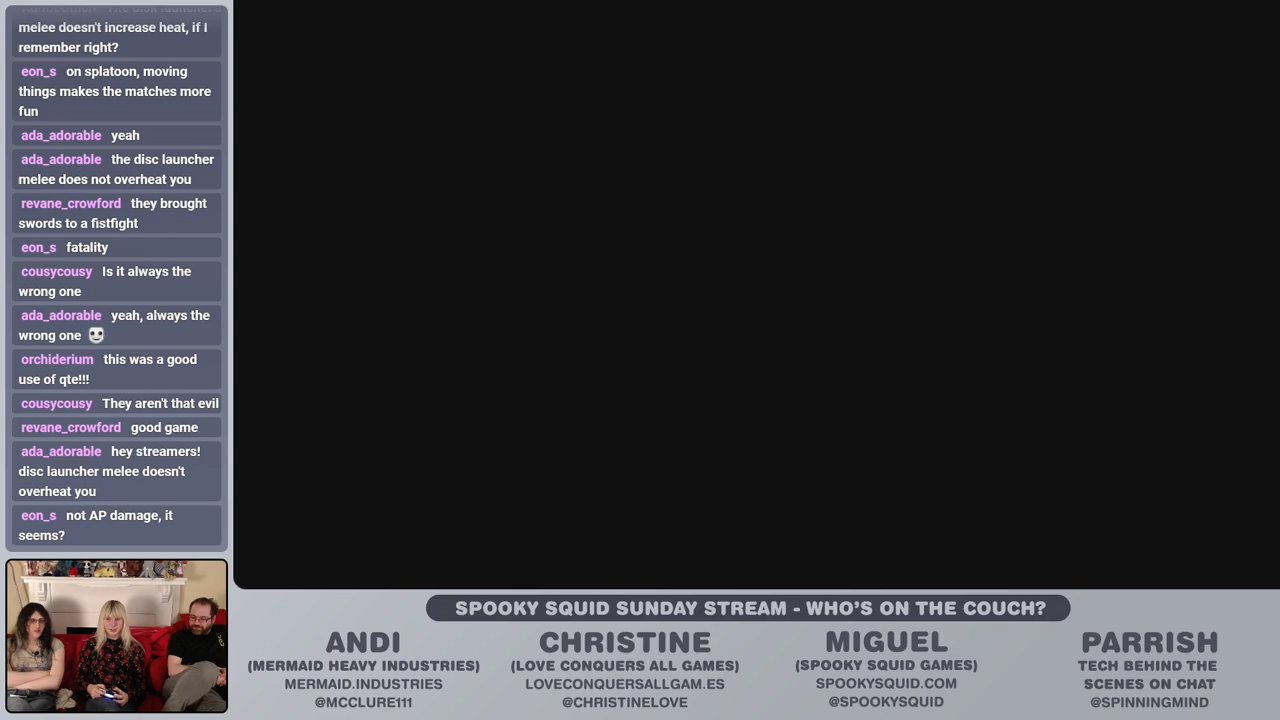 melee doesn't increase heat, if I
remember right?
eon_s on splatoon, moving
things makes the matches more
fun
ada_adorable yeah
ada_adorable the disc launcher
melee does not overheat you
revane_crowford they brought
swords to a fistfight
eon_s fatality
cousycousy Is it always the
wrong one
ada_adorable yeah, always the
wrong one
orchiderium this was a good
use of qte!!!
cousycousy They aren't that evil
revane_crowford good game
ada_adorable hey streamers!
disc launcher melee doesn't
overheat you
eon_s not AP damage, it
seems?
SPOOKY SQUID SUNDAY STREAM - WHO'S ON THE COUCH?
ANDI
(MERMAID HEAVY INDUSTRIES)
MERMAID.INDUSTRIES
@MCCLURE111
CHRISTINE
(LOVE CONQUERS ALL GAMES)
LOVECONQUERSALLGAM.ES
@CHRISTINELOVE
MIGUEL
(SPOOKY SQUID GAMES)
SPOOKYSQUID.COM
@SPOOKYSQUID
PARRISH
TECH BEHIND THE
SCENES ON CHAT
@SPINNINGMIND